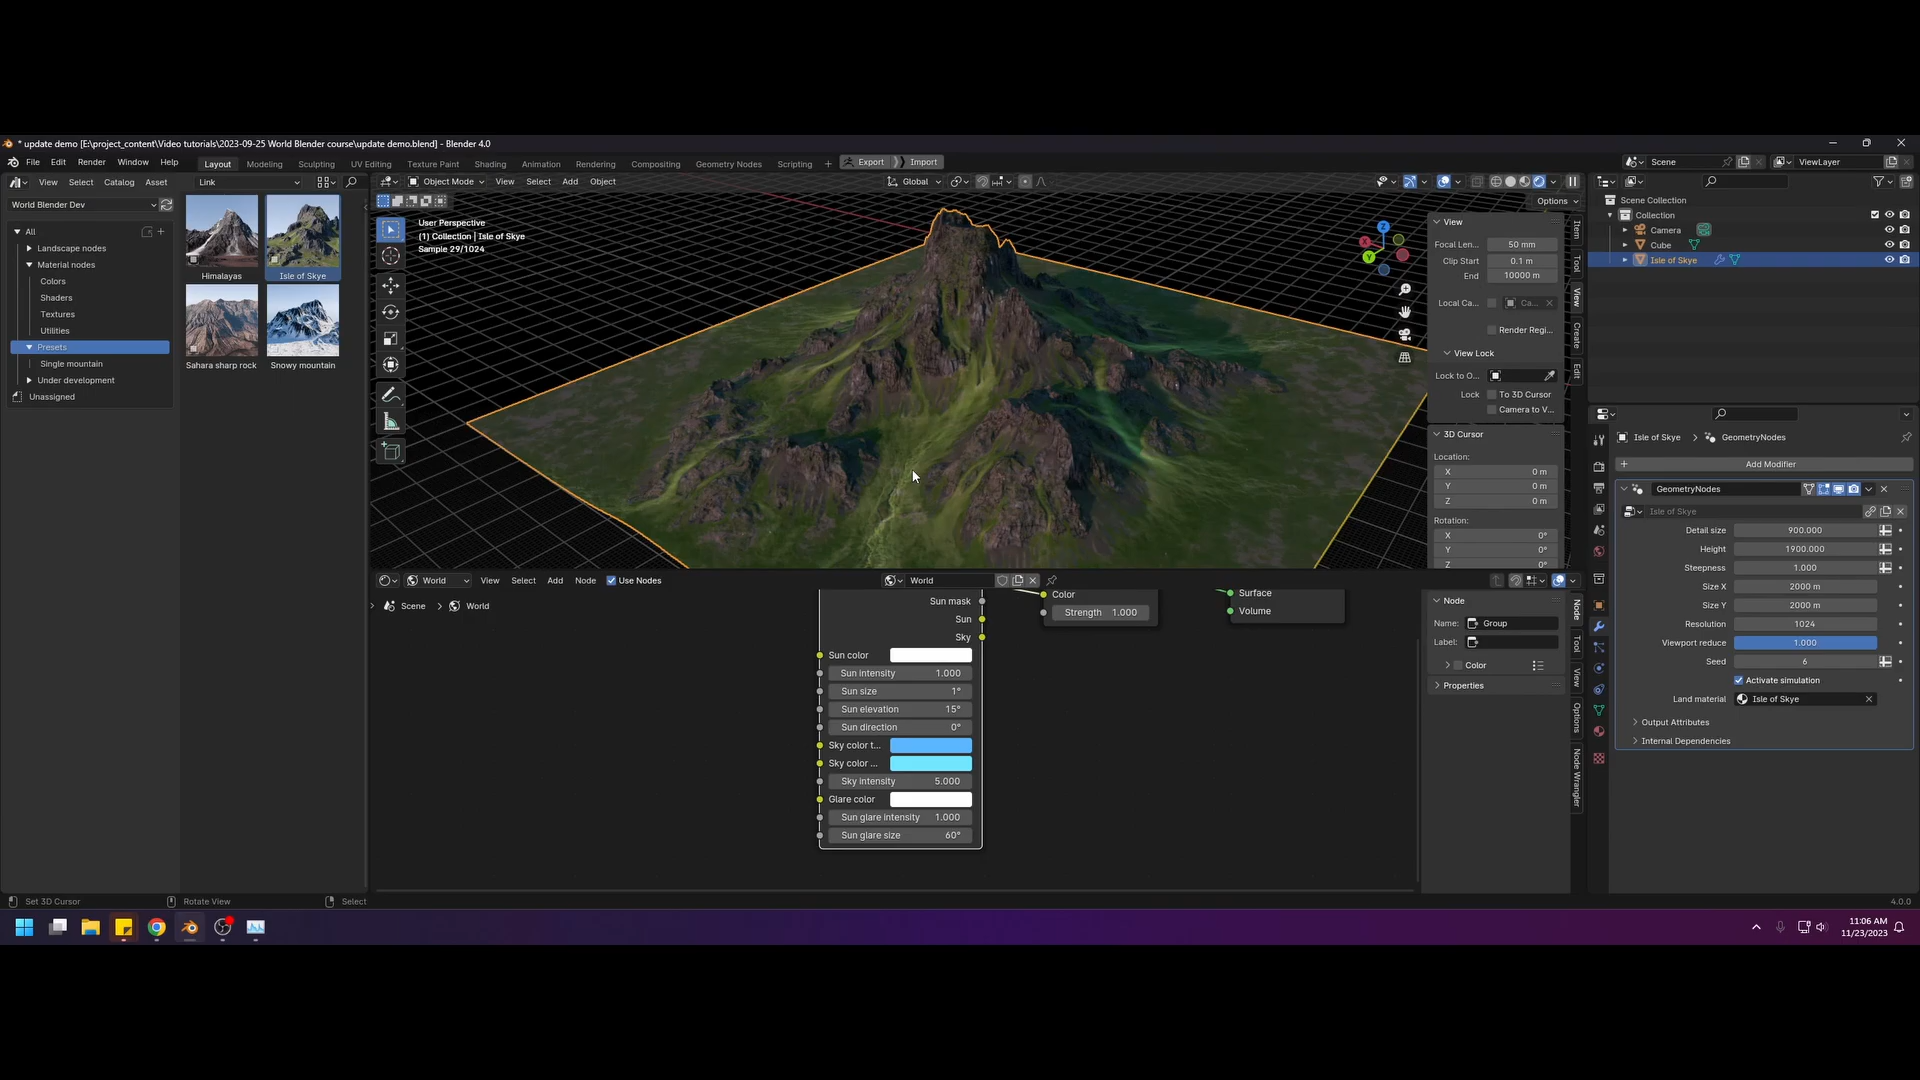 * update demo [E:\project_content\Video tutorials\2023-09-25 World Blender course\update demo.blend] - Blender 4.0
File Edit Render Window Help
Layout Modeling Sculpting UV Editing Texture Paint Shading Animation Rendering Compositing Geometry Nodes Scripting + Export Import
Scene ViewLayer
View Select Catalog Asset Link
Object Mode View Select Add Object Global
World Blender Dev
All
Landscape nodes
Material nodes
Colors
Shaders
Textures
Utilities
Presets
Single mountain
Under development
Unassigned
Himalayas
Isle of Skye
Sahara sharp rock
Snowy mountain
User Perspective
(1) Collection | Isle of Skye
Sample 29/1024
X
Y
Z
Options
View
Focal Len... 50 mm
Clip Start 0.1 m
End 10000 m
Local Ca... Ca...
Render Regi...
View Lock
Lock to O...
Lock To 3D Cursor
Camera to V...
3D Cursor
Location:
X 0 m
Y 0 m
Z 0 m
Rotation:
X 0°
Y 0°
Z 0°
Item
Tool
View
Create
Edit
Scene Collection
Collection
Camera
Cube
Isle of Skye
Isle of Skye > GeometryNodes
+ Add Modifier
GeometryNodes
Isle of Skye
Detail size 900.000
Height 1900.000
Steepness 1.000
Size X 2000 m
Size Y 2000 m
Resolution 1024
Viewport reduce 1.000
Seed 6
Activate simulation
Land material Isle of Skye
Output Attributes
Internal Dependencies
World View Select Add Node Use Nodes
World
Scene > World
Sun mask
Sun
Sky
Sun color
Sun intensity 1.000
Sun size 1°
Sun elevation 15°
Sun direction 0°
Sky color t...
Sky color ...
Sky intensity 5.000
Glare color
Sun glare intensity 1.000
Sun glare size 60°
Color
Strength 1.000
Surface
Volume
Node
Name: Group
Label:
Color
Properties
Node
Tool
View
Options
Node Wrangler
Set 3D Cursor
Rotate View
Select
4.0.0
11:06 AM
11/23/2023